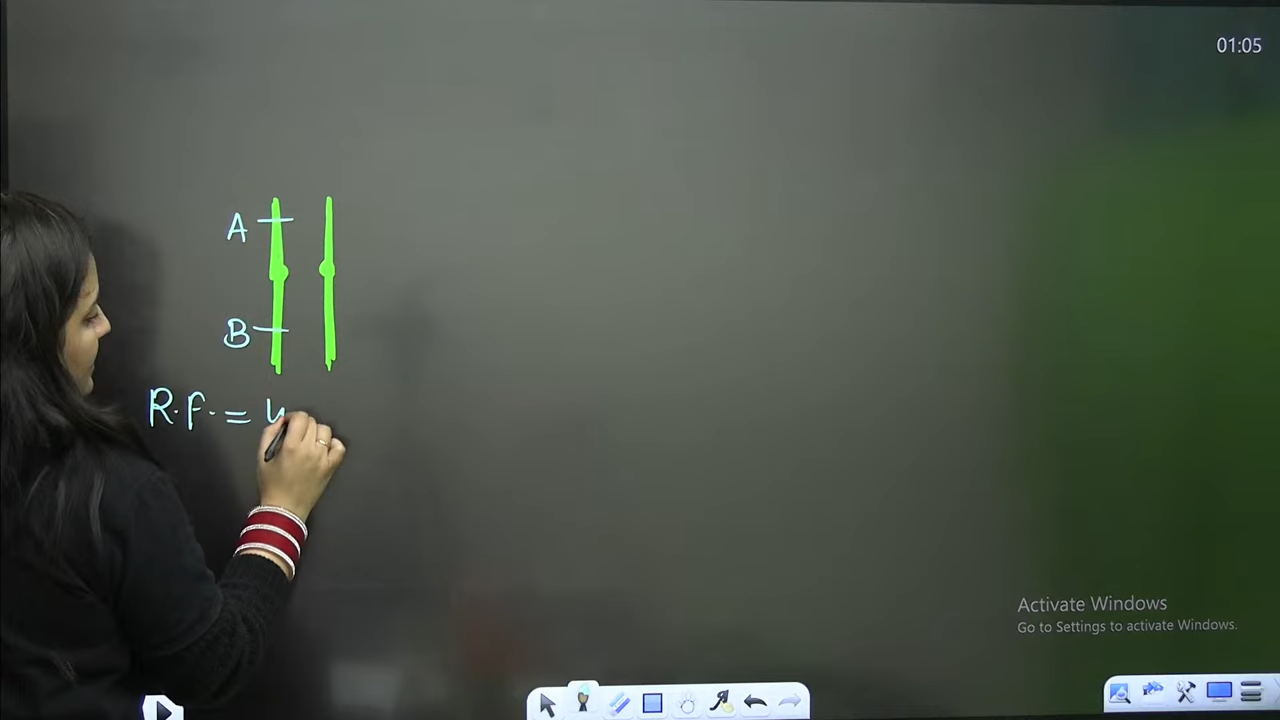 01:05
A
B
R.F. =
Activate Windows
Go to Settings to activate Windows.